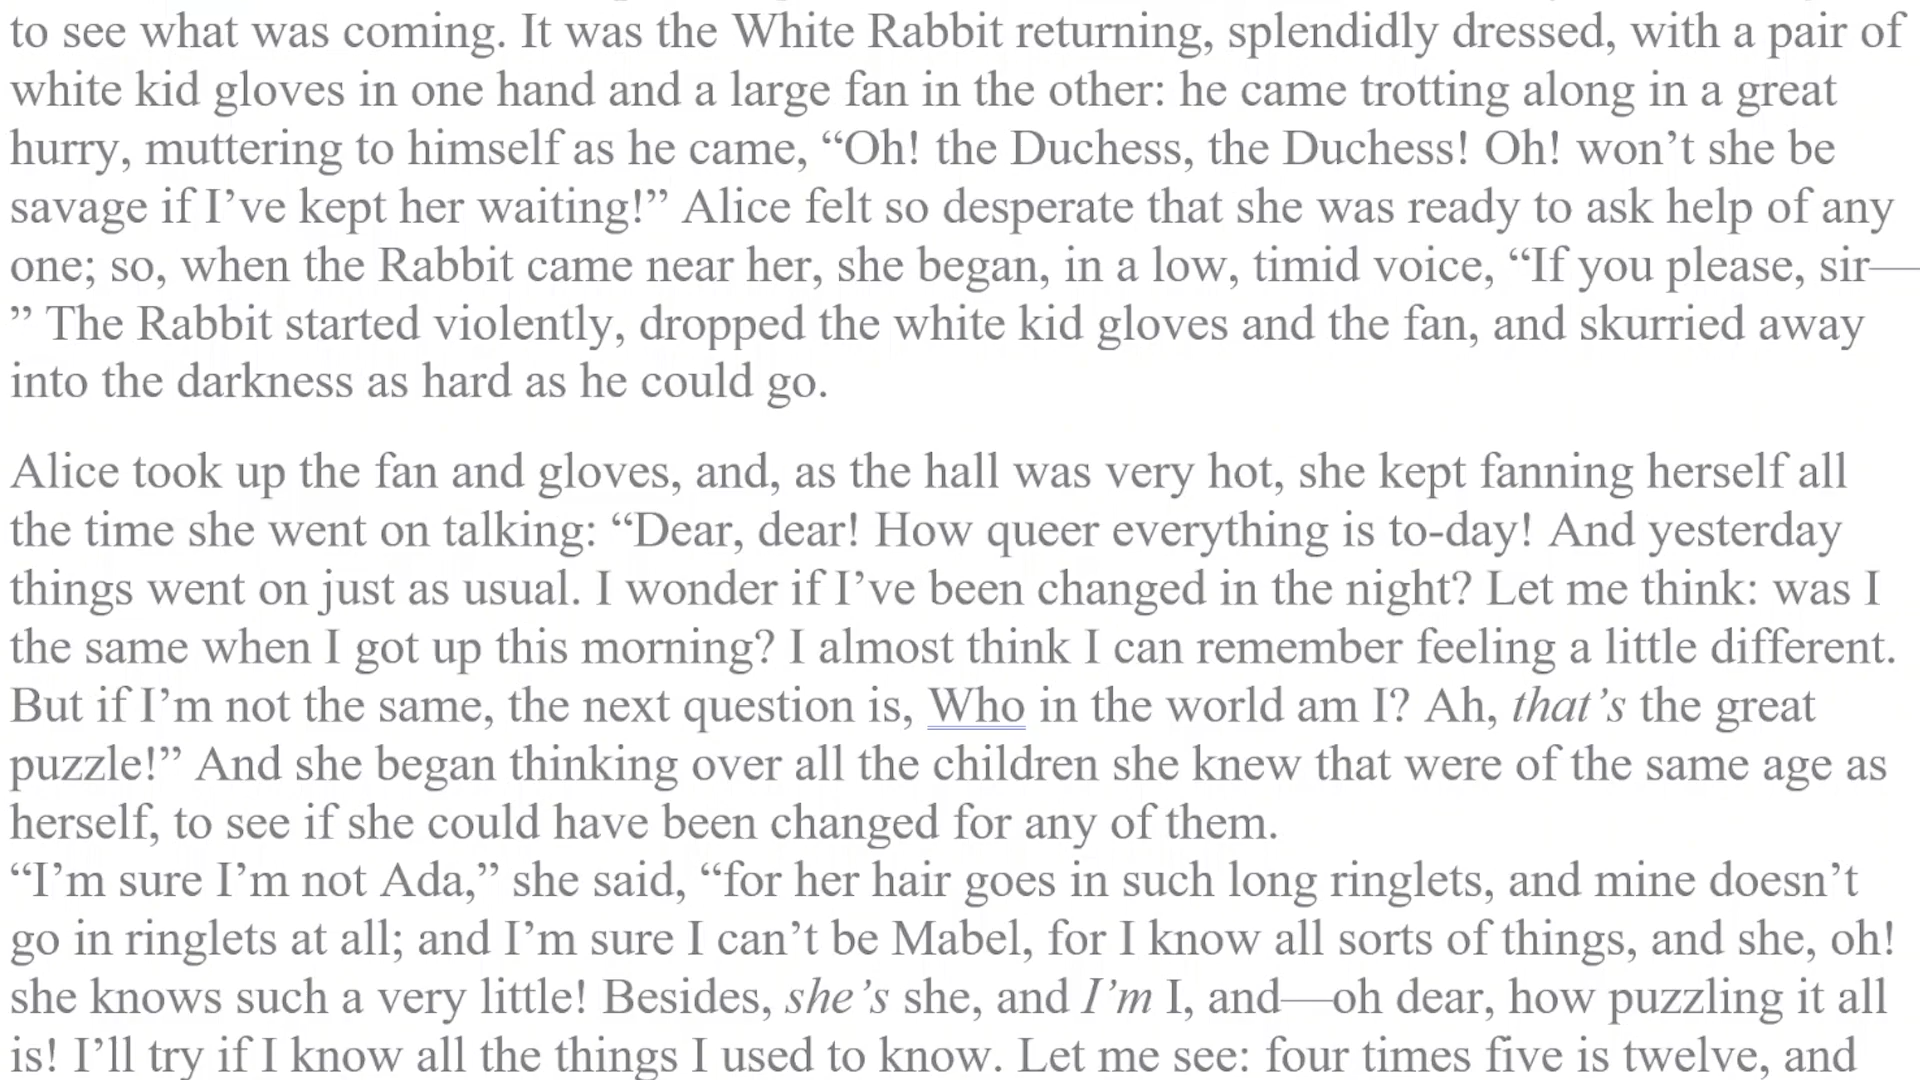 to see what was coming. It was the White Rabbit returning, splendidly dressed, with a pair of
white kid gloves in one hand and a large fan in the other: he came trotting along in a great
hurry, muttering to himself as he came, “Oh! the Duchess, the Duchess! Oh! won’t she be
savage if I’ve kept her waiting!” Alice felt so desperate that she was ready to ask help of any
one; so, when the Rabbit came near her, she began, in a low, timid voice, “If you please, sir—
” The Rabbit started violently, dropped the white kid gloves and the fan, and skurried away
into the darkness as hard as he could go.
Alice took up the fan and gloves, and, as the hall was very hot, she kept fanning herself all
the time she went on talking: “Dear, dear! How queer everything is to-day! And yesterday
things went on just as usual. I wonder if I’ve been changed in the night? Let me think: was I
the same when I got up this morning? I almost think I can remember feeling a little different.
But if I’m not the same, the next question is, Who in the world am I? Ah, that’s the great
puzzle!” And she began thinking over all the children she knew that were of the same age as
herself, to see if she could have been changed for any of them.
“I’m sure I’m not Ada,” she said, “for her hair goes in such long ringlets, and mine doesn’t
go in ringlets at all; and I’m sure I can’t be Mabel, for I know all sorts of things, and she, oh!
she knows such a very little! Besides, she’s she, and I’m I, and—oh dear, how puzzling it all
is! I’ll try if I know all the things I used to know. Let me see: four times five is twelve, and